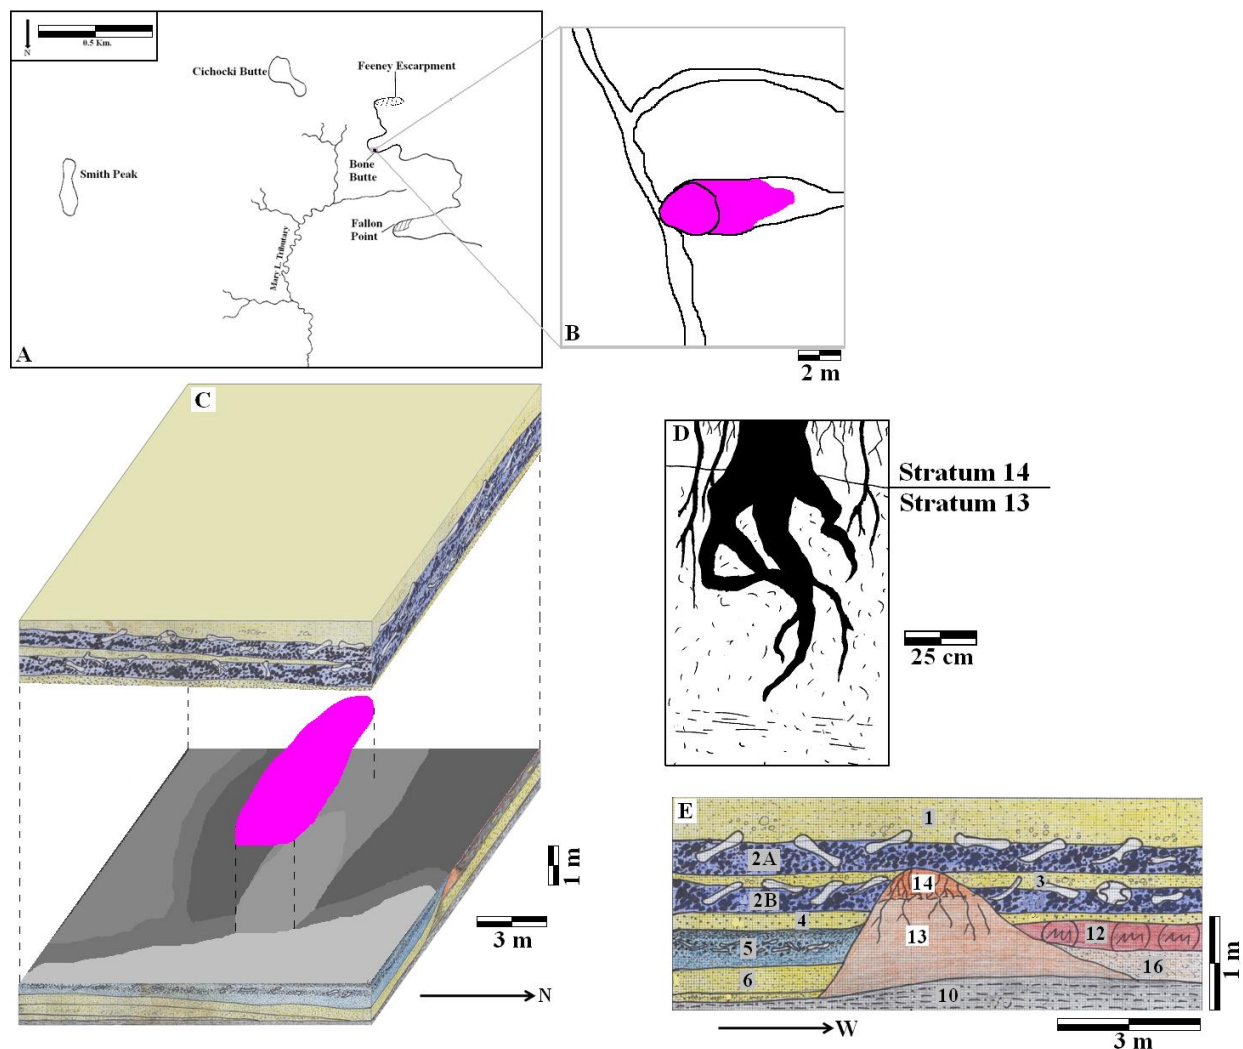 N
0.5 Km.
Cichocki Butte
Feeney Escarpment
Smith Peak
Bone
Butte
Fallon
Point
Mary L. Tributary
A
B
2 m
C
D
Stratum 14
Stratum 13
25 cm
1 m
3 m
N
E
1
2A
14
3
2B
4
12
5
13
16
6
10
1 m
W
3 m